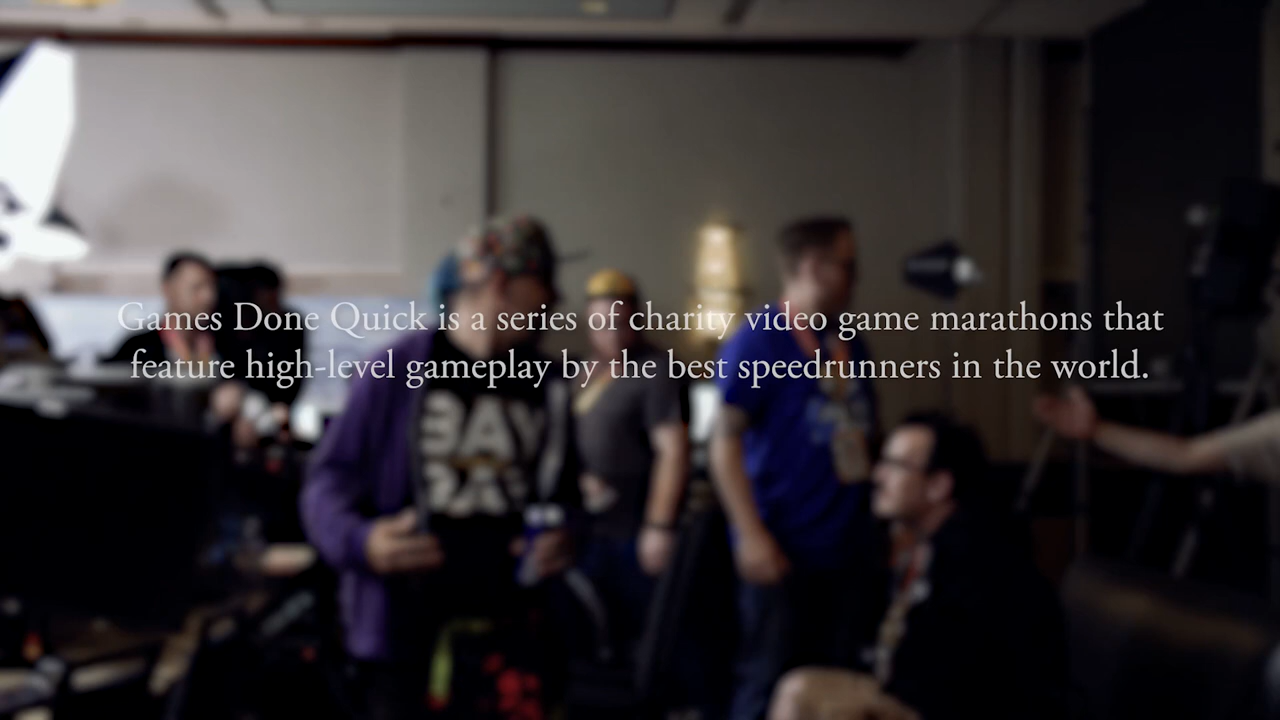 Games Done Quick is a series of charity video game marathons that
feature high-level gameplay by the best speedrunners in the world.